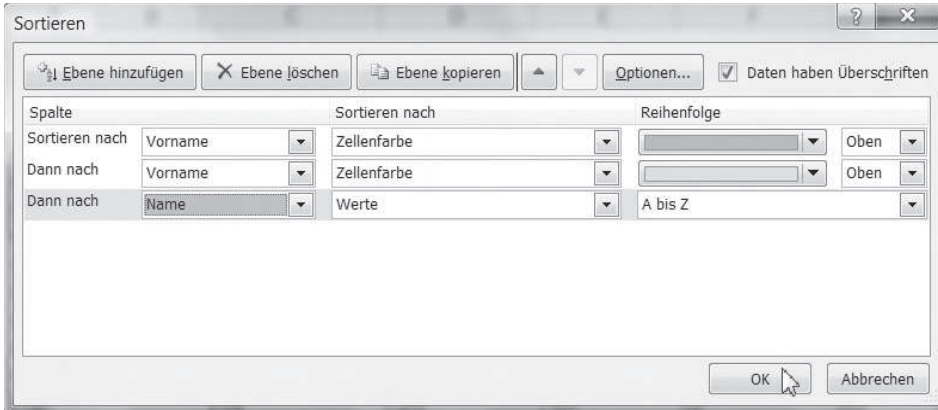 Sortieren
Ebene hinzufügen Ebene löschen Ebene kopieren Optionen... Daten haben Überschriften
Spalte Sortieren nach Reihenfolge
Sortieren nach Vorname Zellenfarbe Oben
Dann nach Vorname Zellenfarbe Oben
Dann nach Name Werte A bis Z
OK Abbrechen